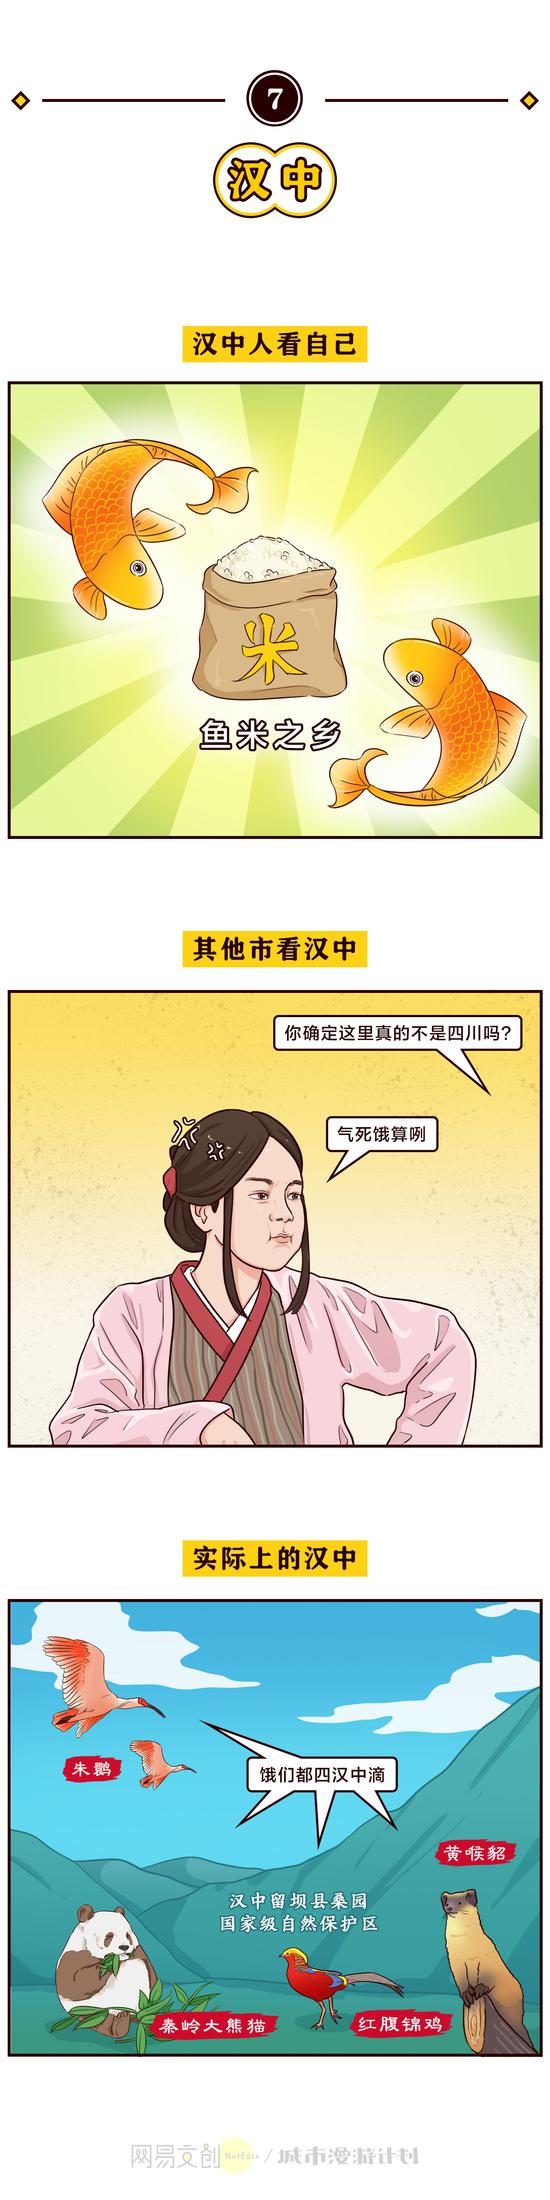 7
汉中
汉中人看自己
米
鱼米之乡
其他市看汉中
你确定这里真的不是四川吗?
气死饿算咧
实际上的汉中
朱鹮
饿们都四汉中滴
黄喉貂
汉中留坝县桑园
国家级自然保护区
秦岭大熊猫
红腹锦鸡
网易文创 NetEase / 城市漫游计划